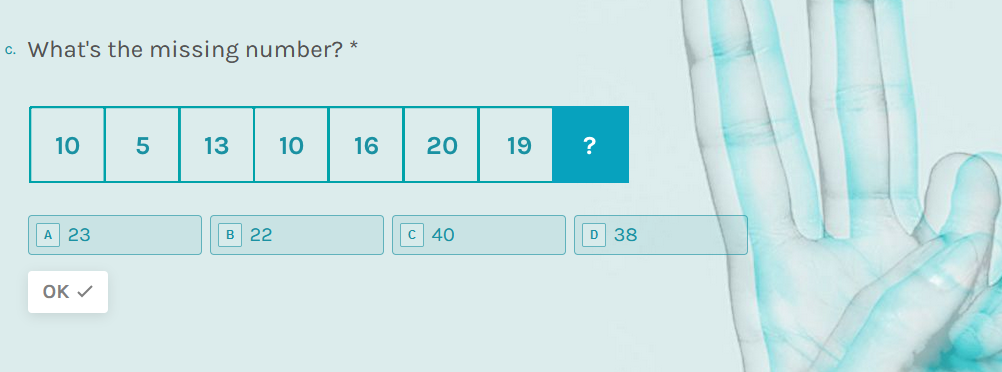 c. What's the missing number? *
10 5 13 10 16 20 19 ?
A 23 B 22 C 40 D 38
OK ✓